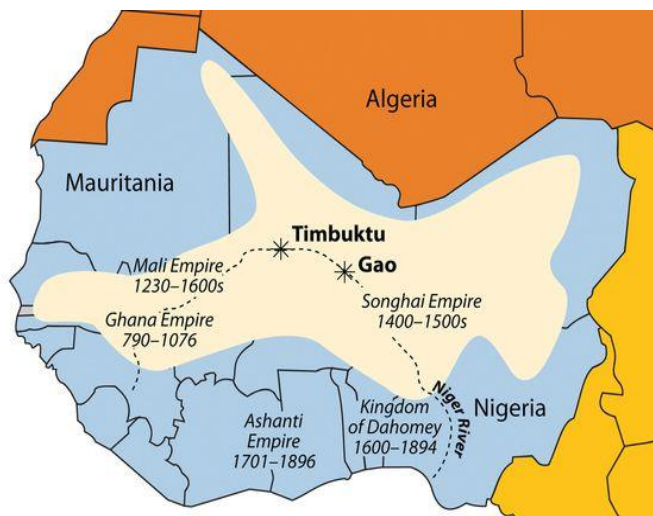 Algeria
Mauritania
Timbuktu
Gao
Mali Empire
1230–1600s
Ghana Empire
790–1076
Songhai Empire
1400–1500s
Ashanti
Empire
1701–1896
Kingdom
of Dahomey
1600–1894
Niger River
Nigeria